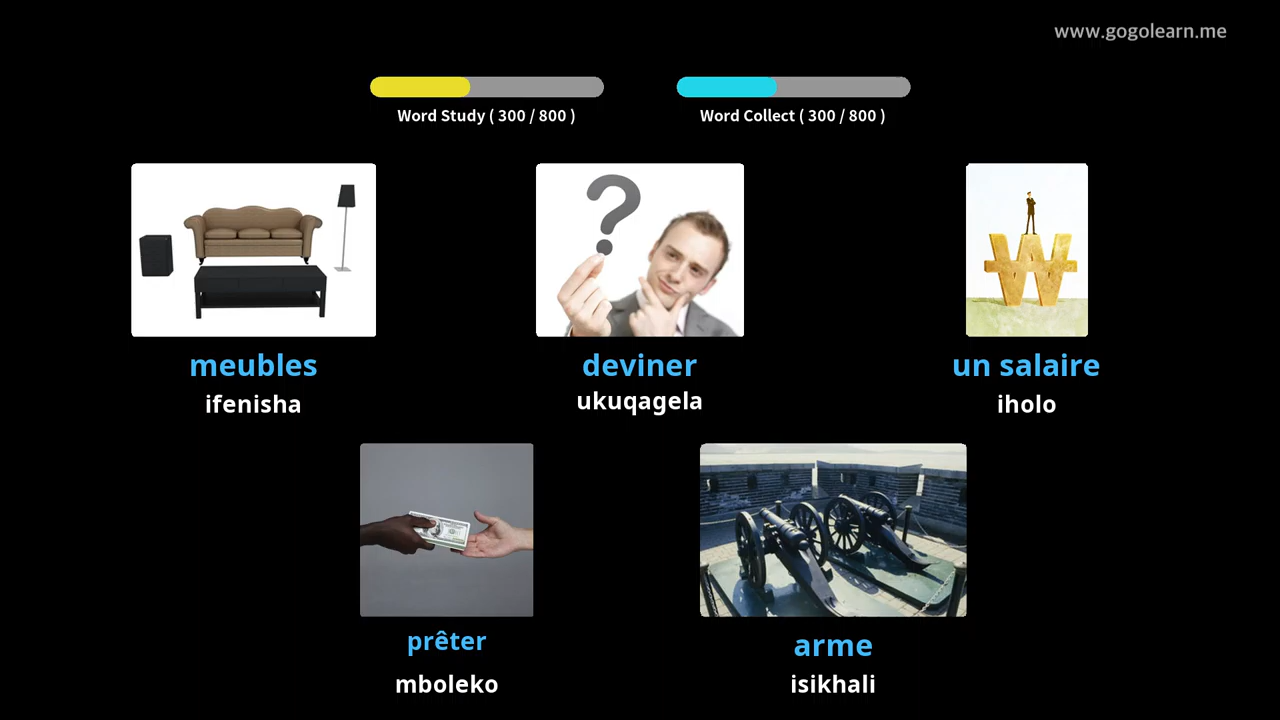 www.gogolearn.me
Word Study ( 300 / 800 )
Word Collect ( 300 / 800 )
meubles
ifenisha
deviner
ukuqagela
un salaire
iholo
prêter
mboleko
arme
isikhali